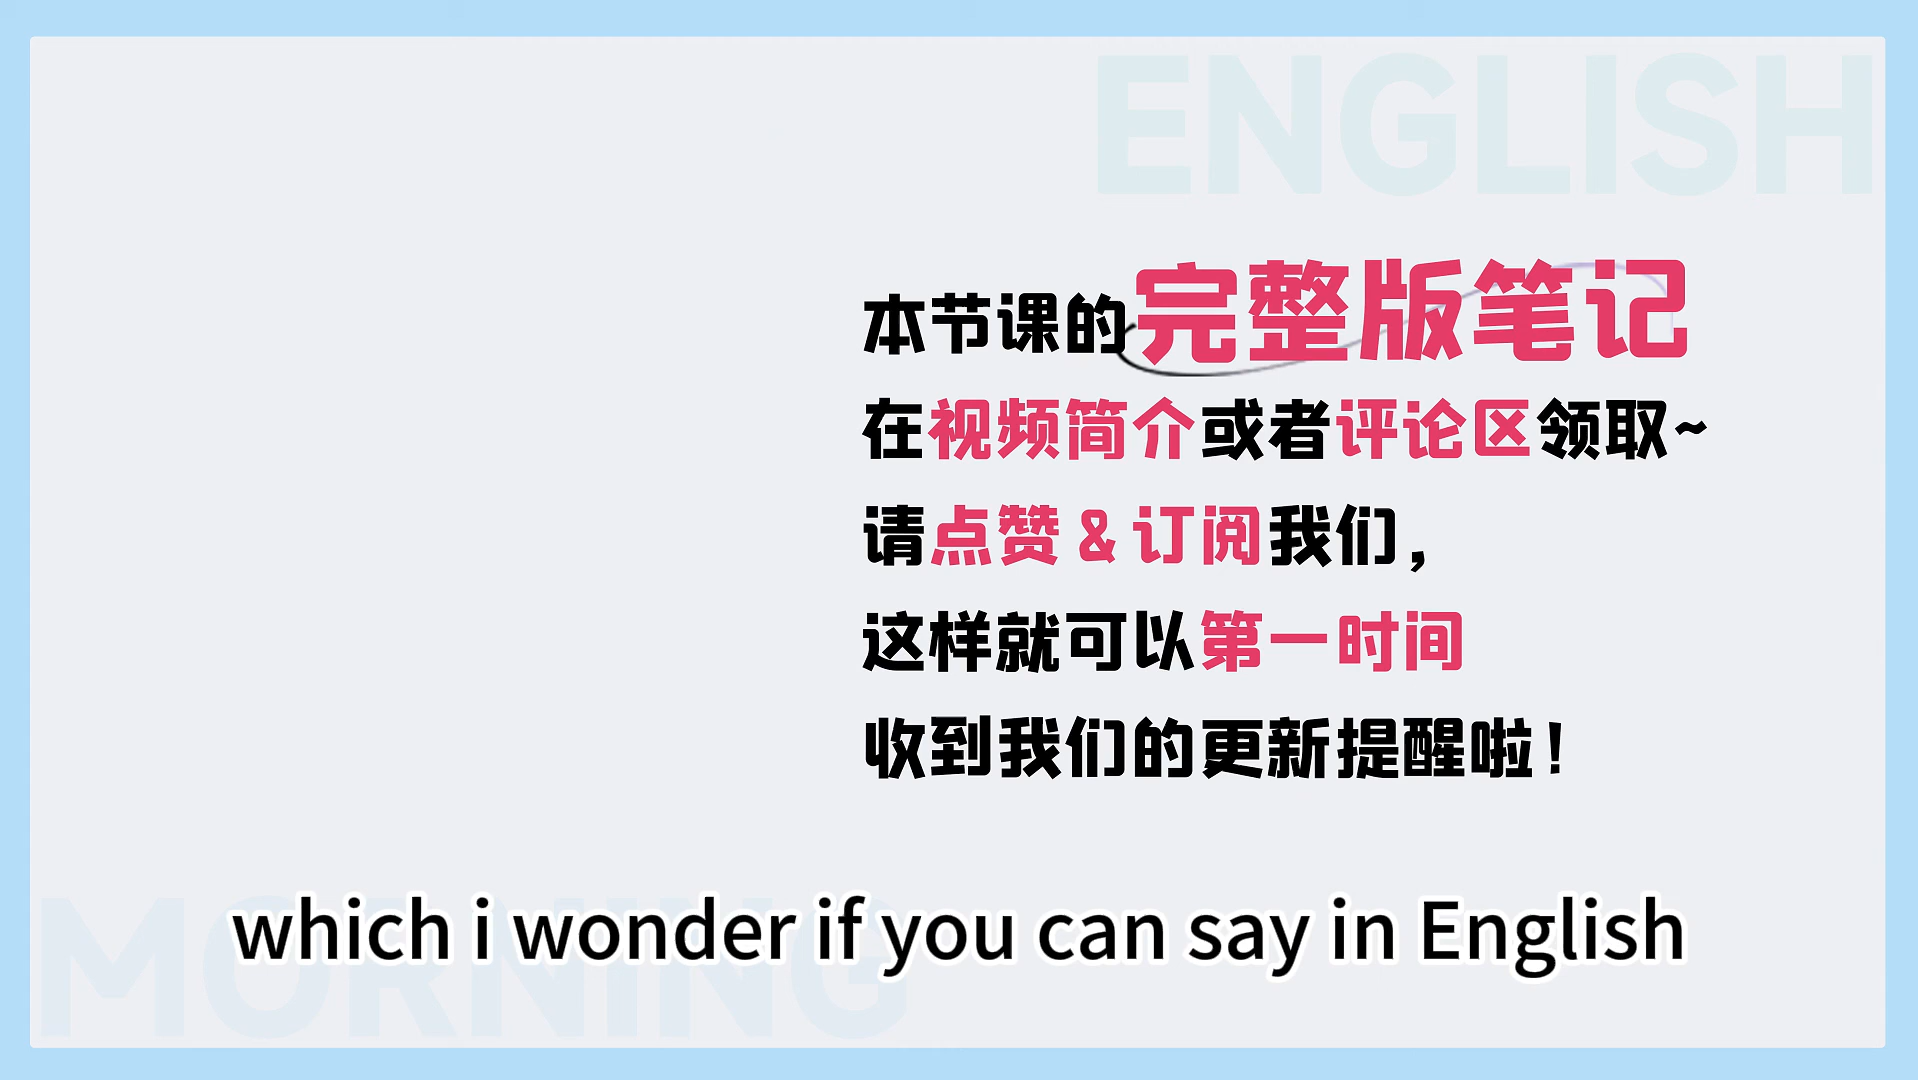 ENGLISH
本节课的完整版笔记
在视频简介或者评论区领取~
请点赞&订阅我们，
这样就可以第一时间
收到我们的更新提醒啦！
MORNING
which i wonder if you can say in English